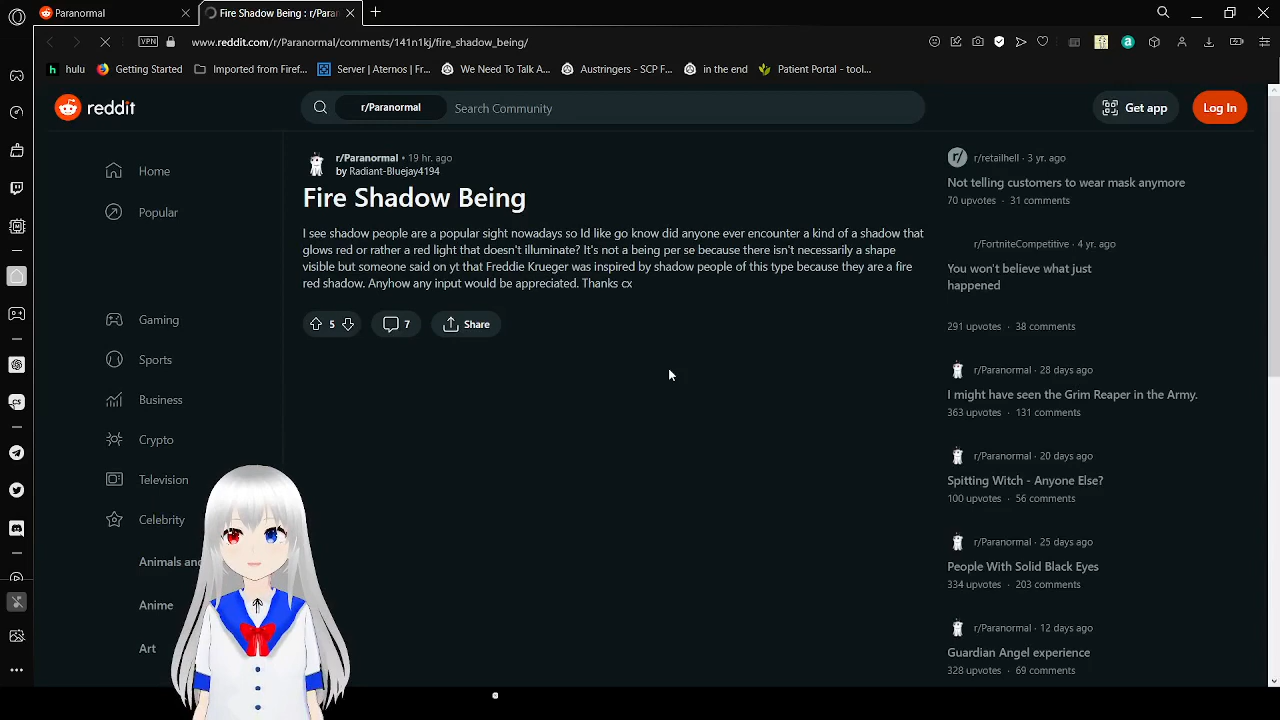 Paranormal
Fire Shadow Being : r/Paran
VPN
www.reddit.com/r/Paranormal/comments/141n1kj/fire_shadow_being/
hulu
Getting Started
Imported from Firef...
Server | Aternos | Fr...
We Need To Talk A...
Austringers - SCP F...
in the end
Patient Portal - tool...
reddit
r/Paranormal
Search Community
Get app
Log In
Home
Popular
Gaming
Sports
Business
Crypto
Television
Celebrity
Animals and
Anime
Art
r/Paranormal • 19 hr. ago
by Radiant-Bluejay4194
Fire Shadow Being
I see shadow people are a popular sight nowadays so Id like go know did anyone ever encounter a kind of a shadow that
glows red or rather a red light that doesn't illuminate? It's not a being per se because there isn't necessarily a shape
visible but someone said on yt that Freddie Krueger was inspired by shadow people of this type because they are a fire
red shadow. Anyhow any input would be appreciated. Thanks cx
5
7
Share
r/retailhell · 3 yr. ago
Not telling customers to wear mask anymore
70 upvotes · 31 comments
r/FortniteCompetitive · 4 yr. ago
You won't believe what just
happened
291 upvotes · 38 comments
r/Paranormal · 28 days ago
I might have seen the Grim Reaper in the Army.
363 upvotes · 131 comments
r/Paranormal · 20 days ago
Spitting Witch - Anyone Else?
100 upvotes · 56 comments
r/Paranormal · 25 days ago
People With Solid Black Eyes
334 upvotes · 203 comments
r/Paranormal · 12 days ago
Guardian Angel experience
328 upvotes · 69 comments